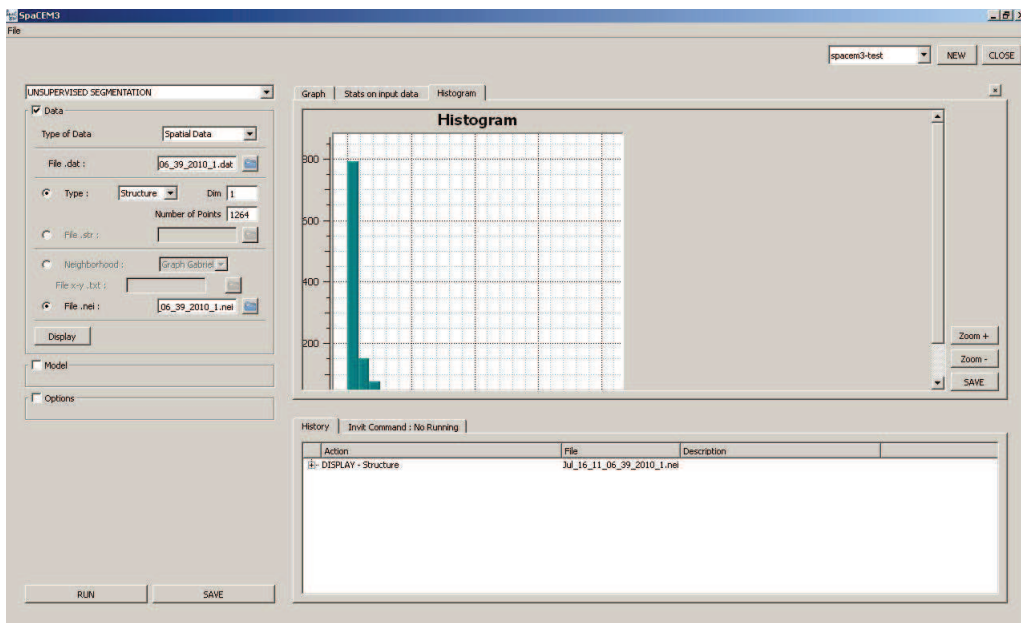 SpaCEM3
File
spacem3-test NEW CLOSE
UNSUPERVISED SEGMENTATION
Data
Type of Data Spatial Data
File .dat : 06_39_2010_1.dat
Type : Structure Dim 1
Number of Points 1264
File .str :
Neighborhood : Graph Gabriel
File x-y .txt :
File .nei : 06_39_2010_1.nei
Display
Model
Options
RUN SAVE
Graph Stats on input data Histogram
Histogram
800
600
400
200
Zoom +
Zoom -
SAVE
History Invit Command : No Running
Action File Description
DISPLAY - Structure Jul_16_11_06_39_2010_1.nei